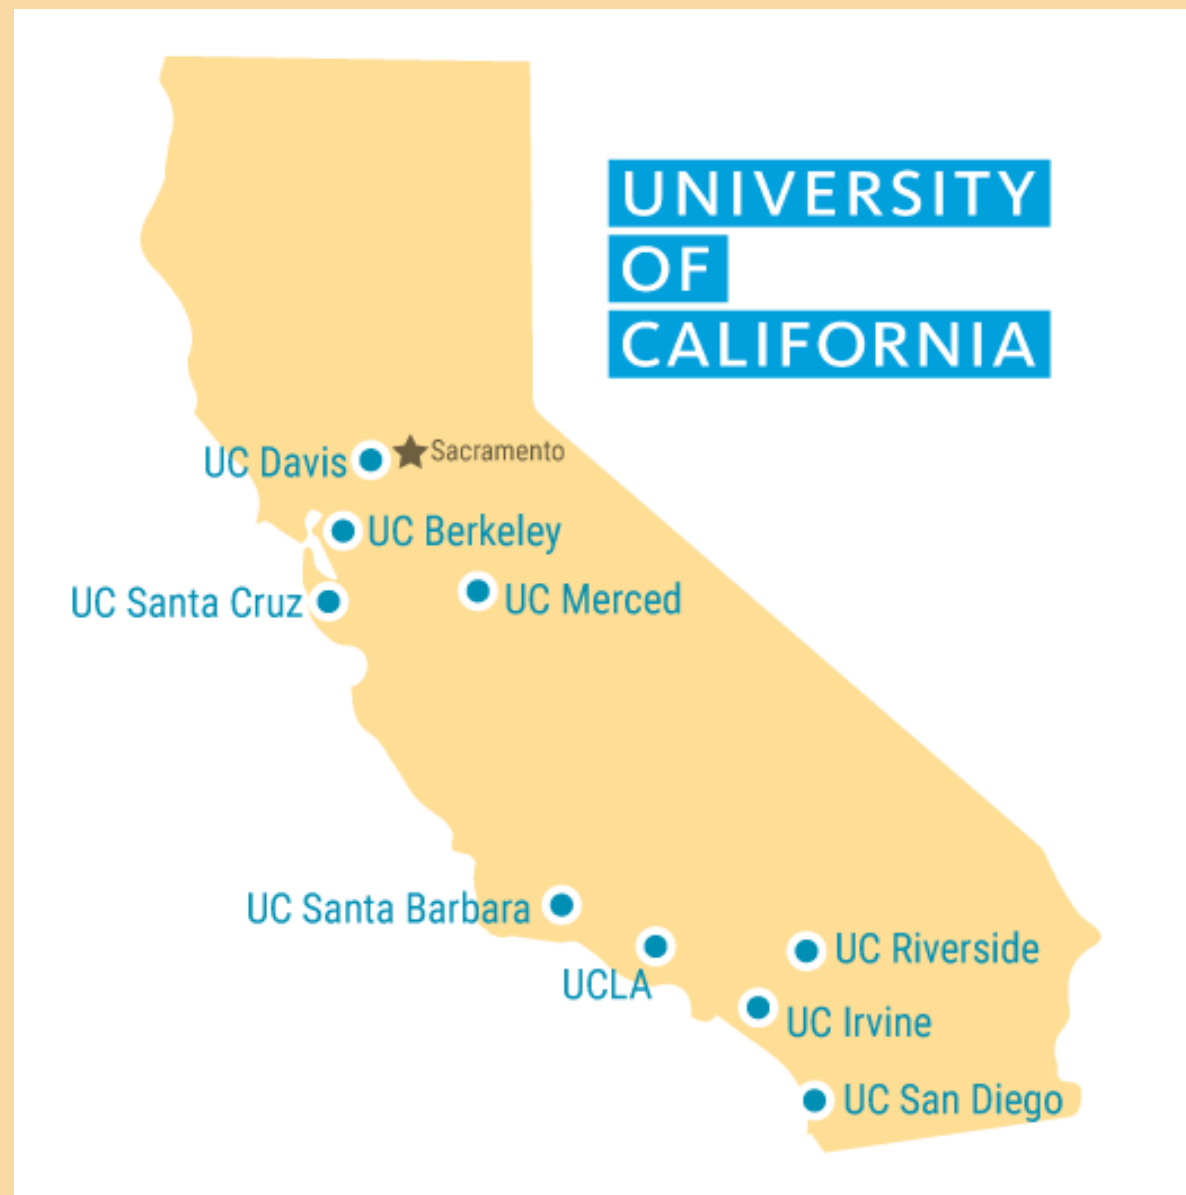 UNIVERSITY
OF
CALIFORNIA
UC Davis
Sacramento
UC Berkeley
UC Santa Cruz
UC Merced
UC Santa Barbara
UCLA
UC Riverside
UC Irvine
UC San Diego